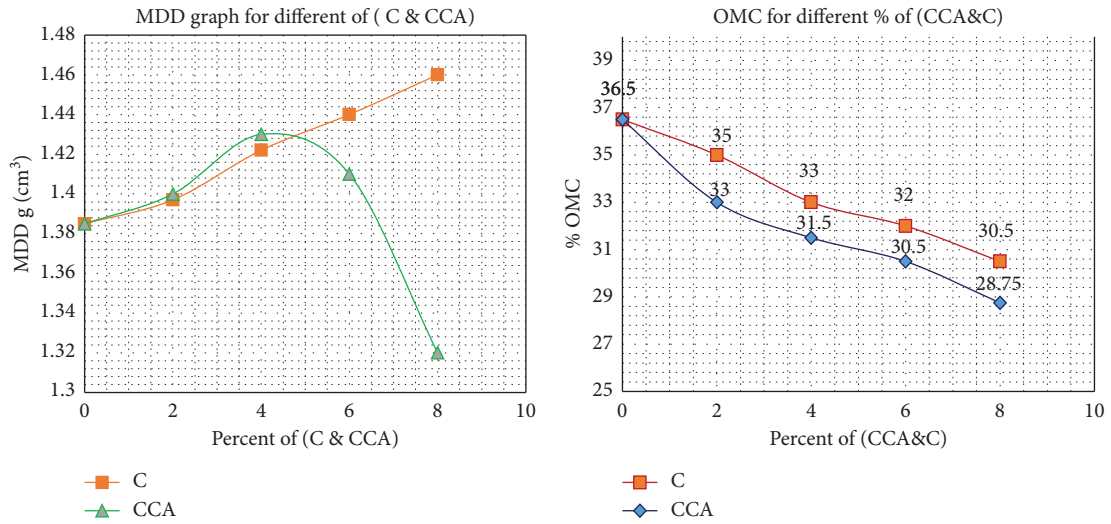 MDD graph for different of ( C & CCA)
1.48
1.46
1.44
1.42
1.4
1.38
1.36
1.34
1.32
1.3
MDD g (cm³)
0 2 4 6 8 10
Percent of (C & CCA)
C
CCA
OMC for different % of (CCA&C)
39
37
35
33
31
29
27
25
% OMC
36.5
35
33
32
30.5
33
31.5
30.5
28.75
0 2 4 6 8 10
Percent of (CCA&C)
C
CCA